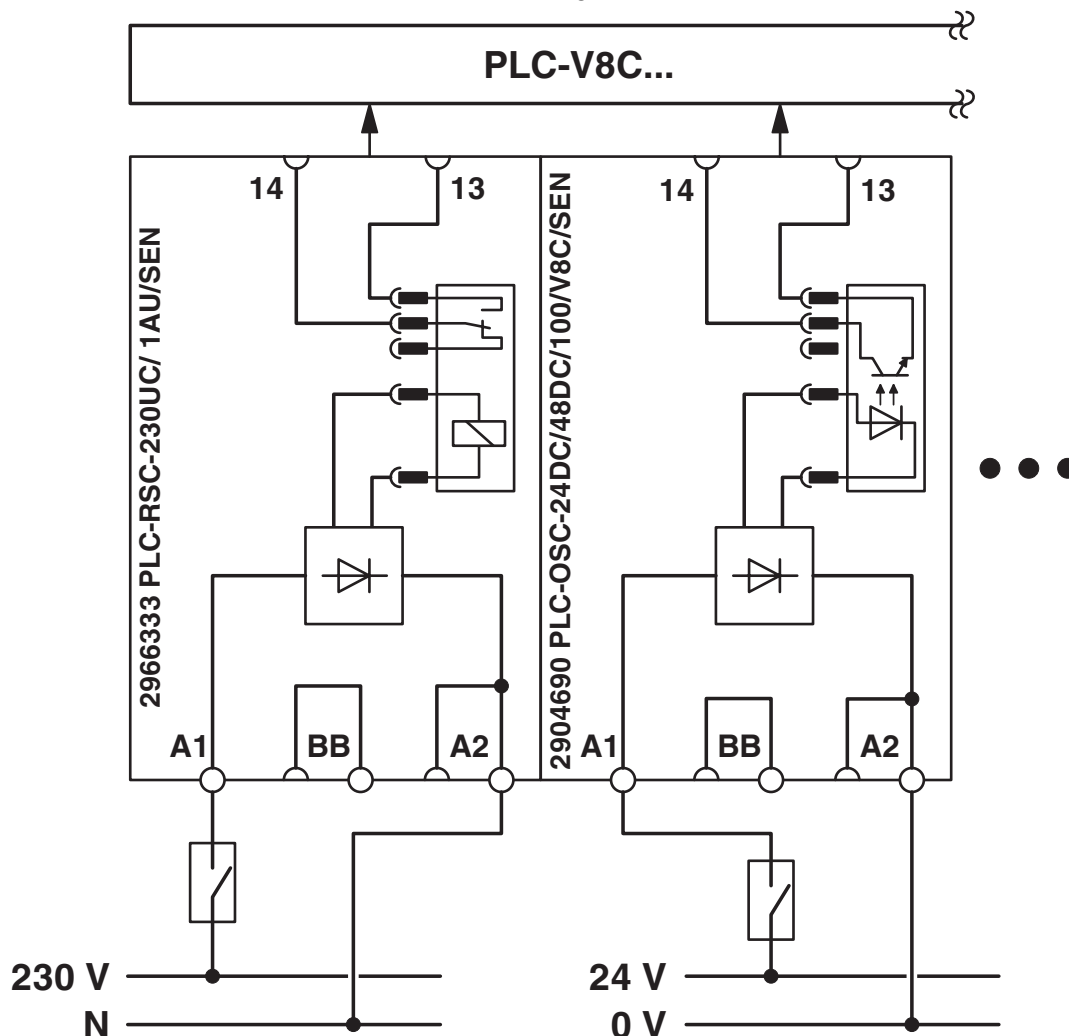 PLC-V8C...
14
13
14
13
2966333 PLC-RSC-230UC/ 1AU/SEN
2904690 PLC-OSC-24DC/48DC/100/V8C/SEN
A1
BB
A2
A1
BB
A2
230 V
24 V
N
0 V